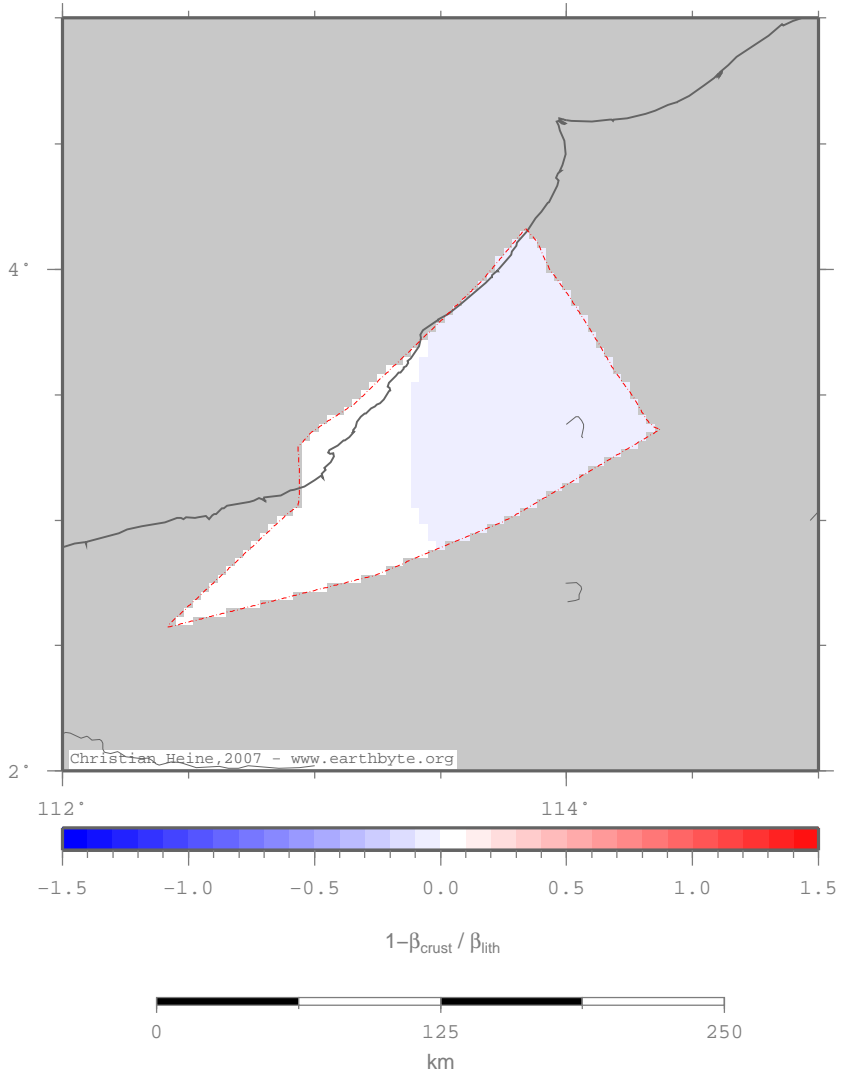 4°
Christian Heine,2007 - www.earthbyte.org
2°
112° 114°
−1.5 −1.0 −0.5 0.0 0.5 1.0 1.5
1−βcrust / βlith
0 125 250
km